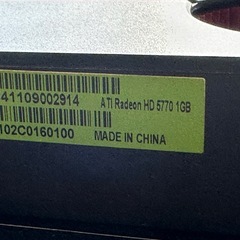 41109002914
ATI Radeon HD 5770 1GB
102C0160100
MADE IN CHINA